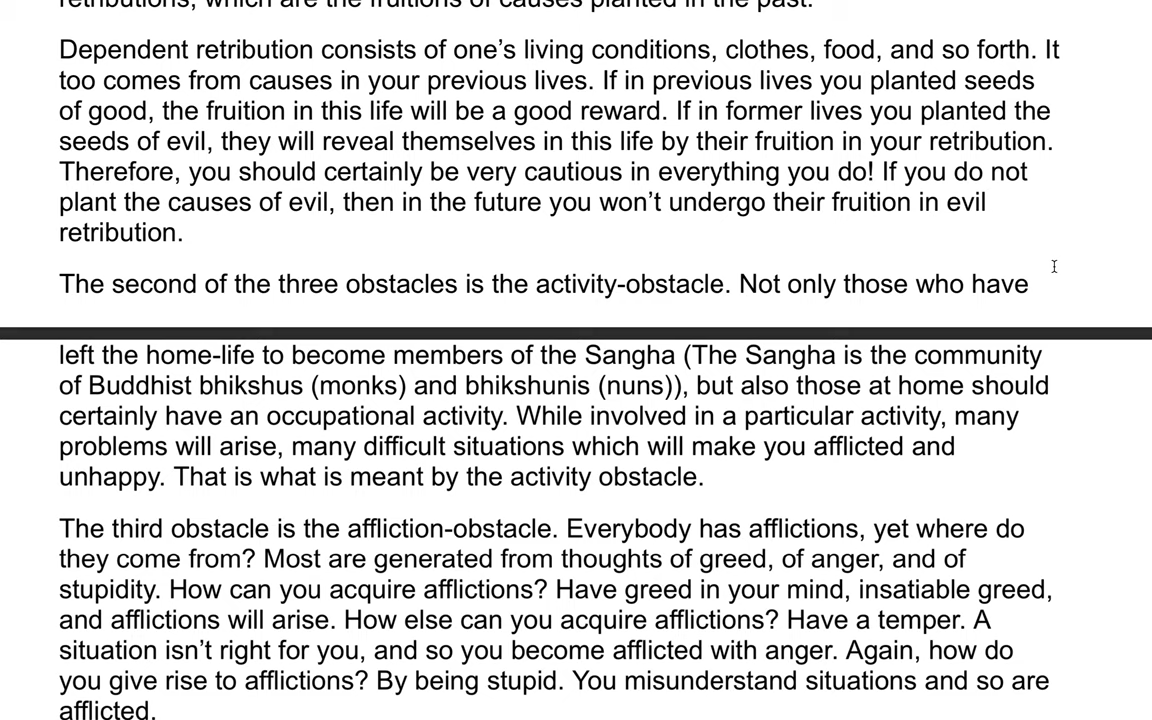 retributions, which are the fruitions of causes planted in the past.
Dependent retribution consists of one’s living conditions, clothes, food, and so forth. It
too comes from causes in your previous lives. If in previous lives you planted seeds
of good, the fruition in this life will be a good reward. If in former lives you planted the
seeds of evil, they will reveal themselves in this life by their fruition in your retribution.
Therefore, you should certainly be very cautious in everything you do! If you do not
plant the causes of evil, then in the future you won’t undergo their fruition in evil
retribution.
The second of the three obstacles is the activity-obstacle. Not only those who have
left the home-life to become members of the Sangha (The Sangha is the community
of Buddhist bhikshus (monks) and bhikshunis (nuns)), but also those at home should
certainly have an occupational activity. While involved in a particular activity, many
problems will arise, many difficult situations which will make you afflicted and
unhappy. That is what is meant by the activity obstacle.
The third obstacle is the affliction-obstacle. Everybody has afflictions, yet where do
they come from? Most are generated from thoughts of greed, of anger, and of
stupidity. How can you acquire afflictions? Have greed in your mind, insatiable greed,
and afflictions will arise. How else can you acquire afflictions? Have a temper. A
situation isn’t right for you, and so you become afflicted with anger. Again, how do
you give rise to afflictions? By being stupid. You misunderstand situations and so are
afflicted.